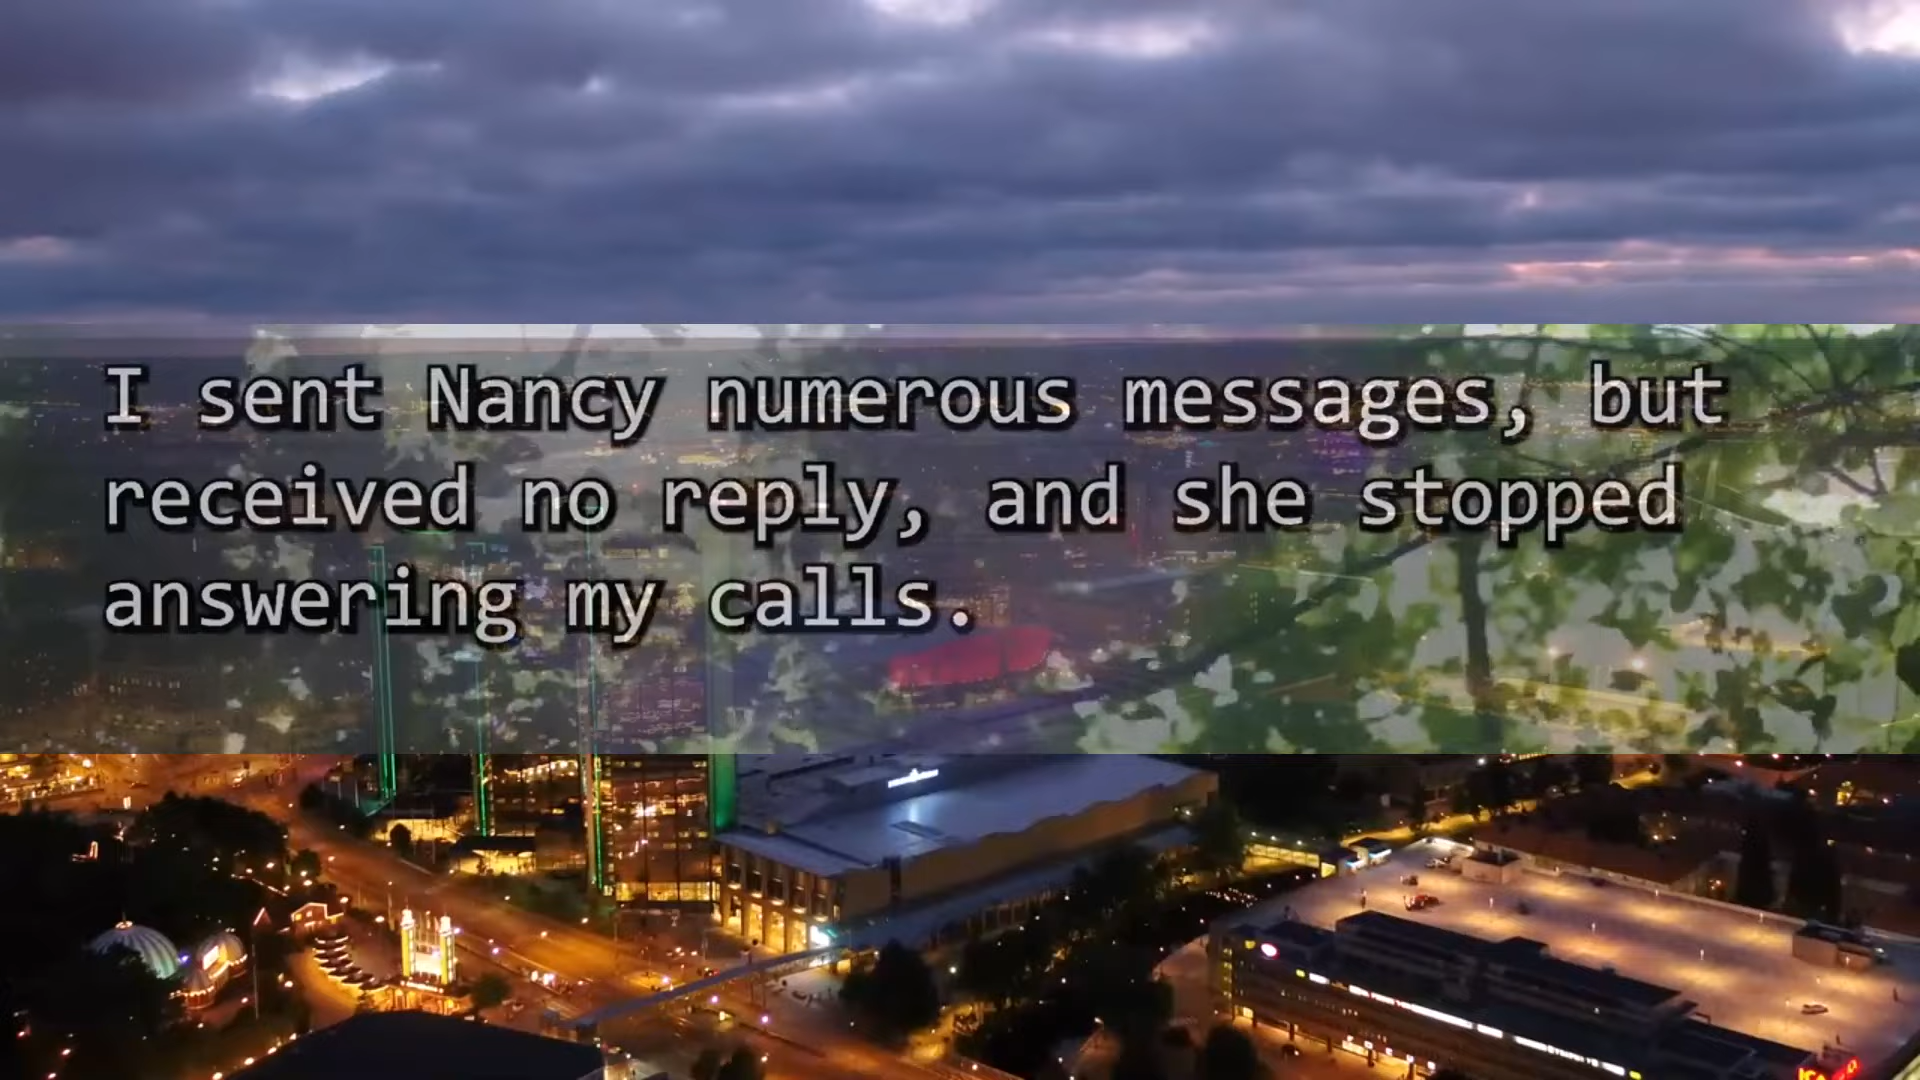 I sent Nancy numerous messages, but
received no reply, and she stopped
answering my calls.